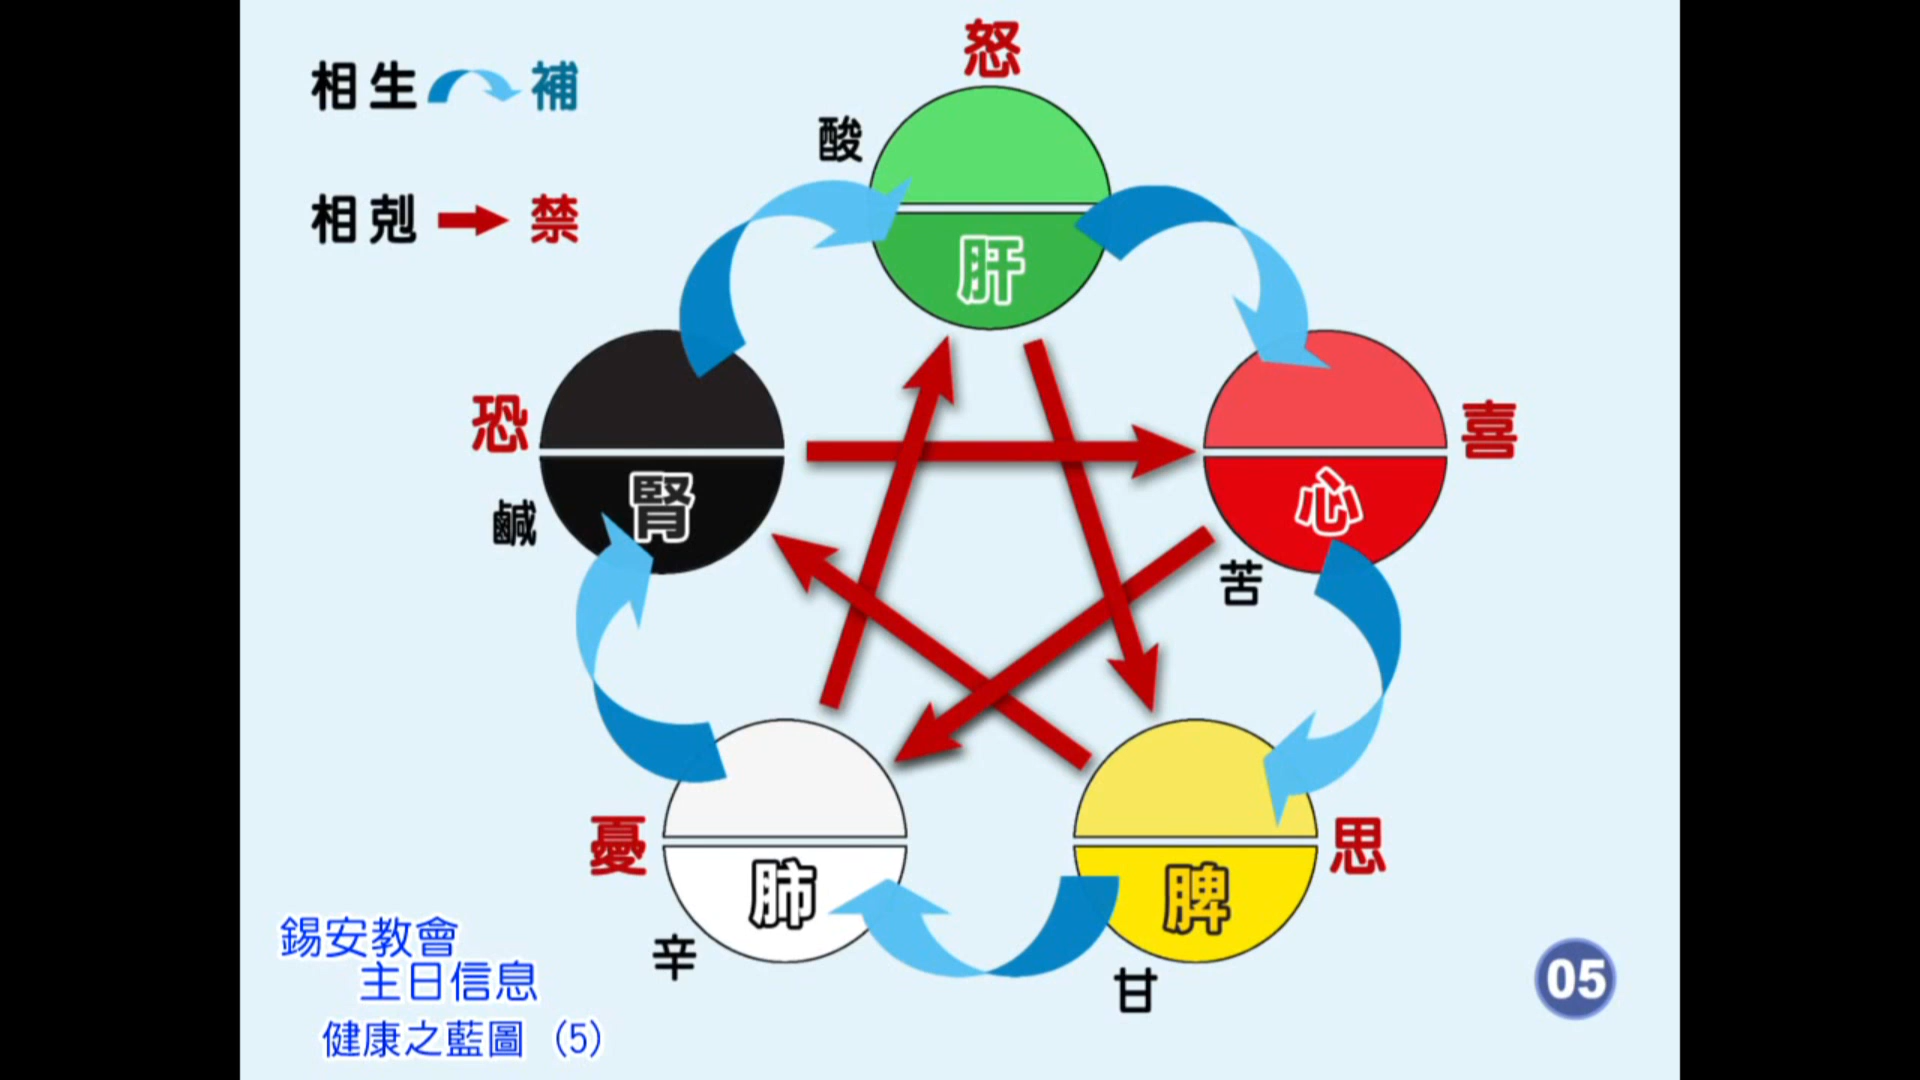 怒
相生 補
酸
相剋 禁
肝
恐
喜
腎
心
鹹
苦
憂
思
肺
脾
辛
甘
錫安教會
主日信息
健康之藍圖 (5)
05